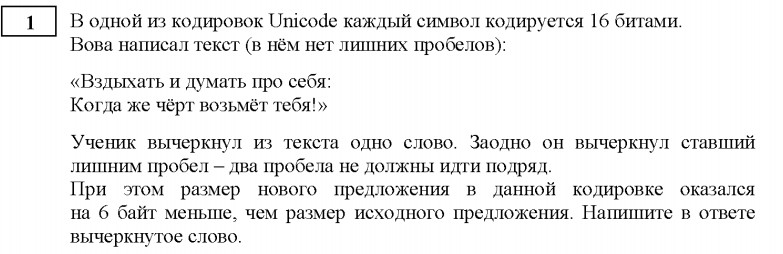 1
В одной из кодировок Unicode каждый символ кодируется 16 битами.
Вова написал текст (в нём нет лишних пробелов):
«Вздыхать и думать про себя:
Когда же чёрт возьмёт тебя!»
Ученик вычеркнул из текста одно слово. Заодно он вычеркнул ставший
лишним пробел – два пробела не должны идти подряд.
При этом размер нового предложения в данной кодировке оказался
на 6 байт меньше, чем размер исходного предложения. Напишите в ответе
вычеркнутое слово.